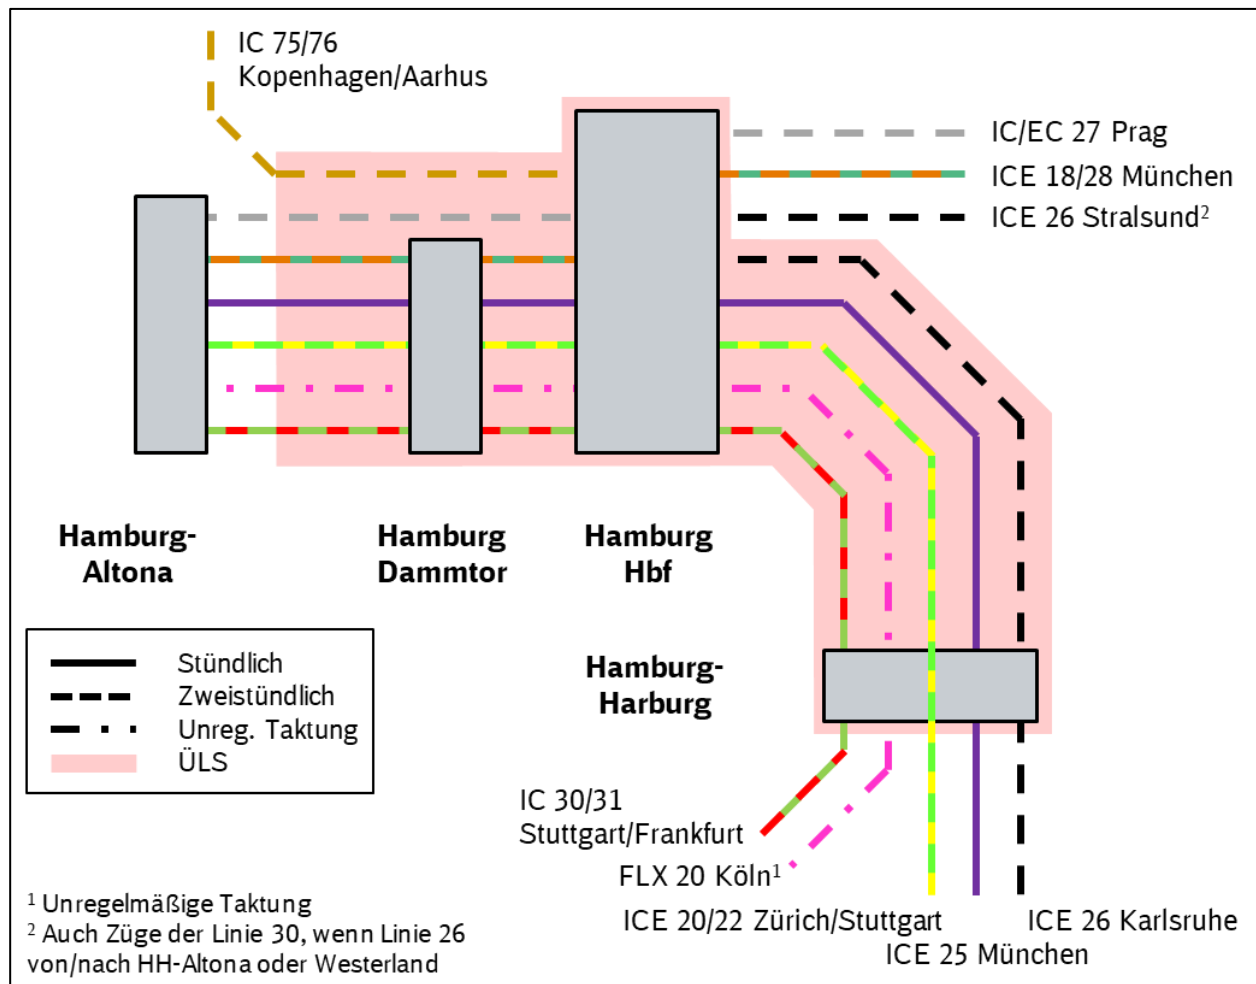 IC 75/76
Kopenhagen/Aarhus
IC/EC 27 Prag
ICE 18/28 München
ICE 26 Stralsund²
Hamburg-
Altona
Hamburg
Dammtor
Hamburg
Hbf
Hamburg-
Harburg
Stündlich
Zweistündlich
Unreg. Taktung
ÜLS
IC 30/31
Stuttgart/Frankfurt
FLX 20 Köln¹
ICE 20/22 Zürich/Stuttgart
ICE 26 Karlsruhe
ICE 25 München
¹ Unregelmäßige Taktung
² Auch Züge der Linie 30, wenn Linie 26
von/nach HH-Altona oder Westerland